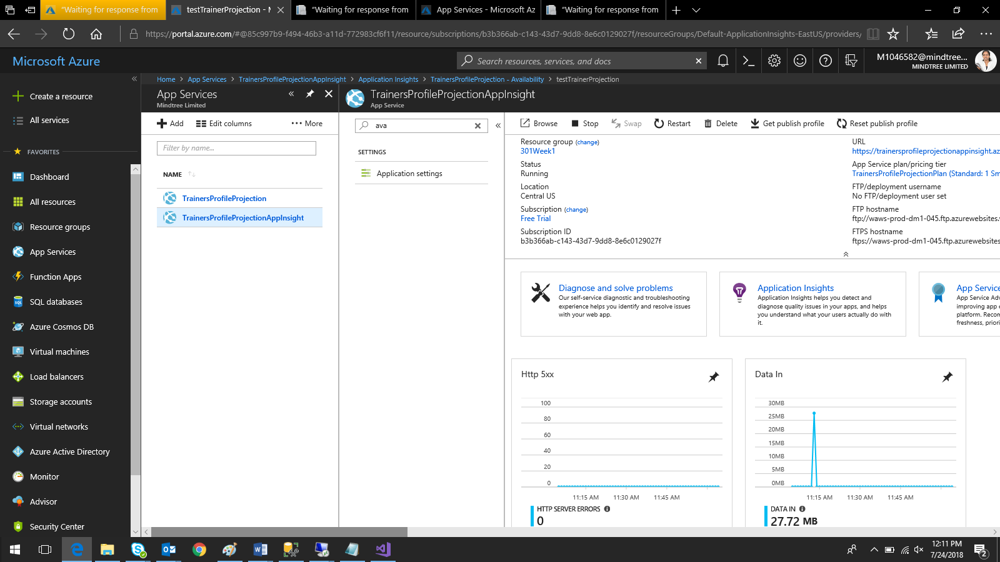 "Waiting for response from
testTrainerProjection - M
"Waiting for response from
App Services - Microsoft Az
"Waiting for response from
https://portal.azure.com/#@85c997b9-f494-46b3-a11d-772983cf6f11/resource/subscriptions/b3b366ab-c143-43d7-9dd8-8e6c0129027f/resourceGroups/Default-ApplicationInsights-EastUS/providers/
Microsoft Azure
Search resources, services, and docs
M1046582@mindtree...
MINDTREE LIMITED
Home > App Services > TrainersProfileProjectionAppInsight > Application Insights > TrainersProfileProjection - Availability > testTrainerProjection
Create a resource
All services
FAVORITES
Dashboard
All resources
Resource groups
App Services
Function Apps
SQL databases
Azure Cosmos DB
Virtual machines
Load balancers
Storage accounts
Virtual networks
Azure Active Directory
Monitor
Advisor
Security Center
App Services
Mindtree Limited
Add
Edit columns
More
Filter by name...
NAME
TrainersProfileProjection
TrainersProfileProjectionAppInsight
TrainersProfileProjectionAppInsight
App Service
ava
SETTINGS
Application settings
Browse
Stop
Swap
Restart
Delete
Get publish profile
Reset publish profile
Resource group (change)
301Week1
Status
Running
Location
Central US
Subscription (change)
Free Trial
Subscription ID
b3b366ab-c143-43d7-9dd8-8e6c0129027f
URL
https://trainersprofileprojectionappinsight.az
App Service plan/pricing tier
TrainersProfileProjectionPlan (Standard: 1 Sm
FTP/deployment username
No FTP/deployment user set
FTP hostname
ftp://waws-prod-dm1-045.ftp.azurewebsites.
FTPS hostname
ftps://waws-prod-dm1-045.ftp.azurewebsites
Diagnose and solve problems
Our self-service diagnostic and troubleshooting
experience helps you identify and resolve issues
with your web app.
Application Insights
Application Insights helps you detect and
diagnose quality issues in your apps, and helps
you understand what your users actually do with
it.
App Service
App Service Adv
improving app e
platform. Recom
freshness, priori
Http 5xx
100
80
60
40
20
0
11:15 AM
11:30 AM
11:45 AM
HTTP SERVER ERRORS
0
Data In
30MB
25MB
20MB
15MB
10MB
5MB
0MB
11:15 AM
11:30 AM
11:45 AM
DATA IN
27.72 MB
12:11 PM
7/24/2018
2